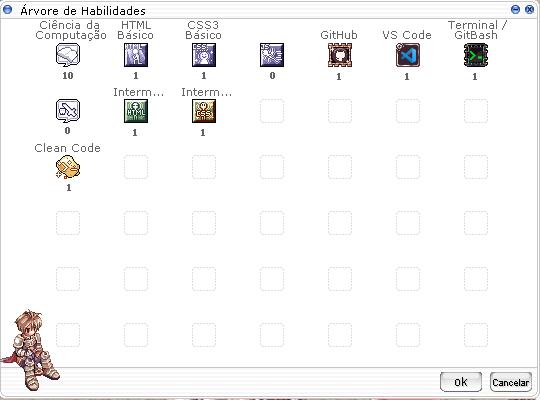 Árvore de Habilidades
Ciência da
Computação
HTML
Básico
CSS3
Básico
GitHub
VS Code
Terminal /
GitBash
10
1
1
0
1
1
1
Interm...
Interm...
0
1
1
Clean Code
1
ok
Cancelar